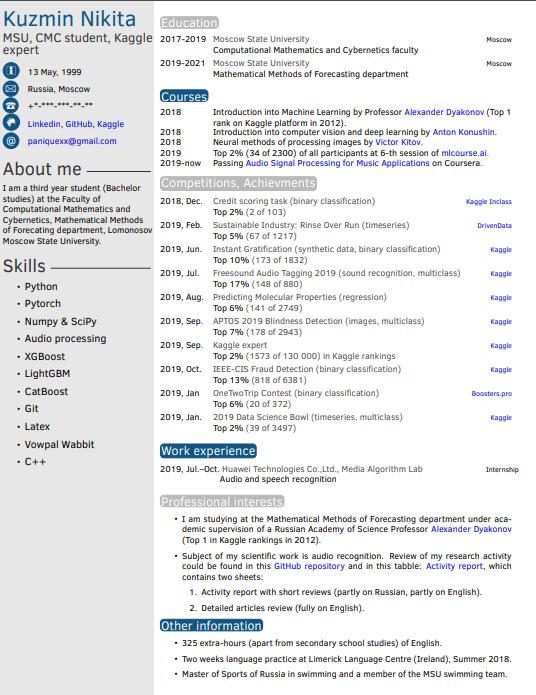 Kuzmin Nikita
MSU, CMC student, Kaggle
expert
13 May, 1999
Russia, Moscow
+*-***-***-**-**
Linkedin, GitHub, Kaggle
paniquexx@gmail.com
About me
I am a third year student (Bachelor
studies) at the Faculty of
Computational Mathematics and
Cybernetics, Mathematical Methods
of Forecating department, Lomonosov
Moscow State University.
Skills
• Python
• Pytorch
• Numpy & SciPy
• Audio processing
• XGBoost
• LightGBM
• CatBoost
• Git
• Latex
• Vowpal Wabbit
• C++
Education
2017-2019 Moscow State University Moscow
Computational Mathematics and Cybernetics faculty
2019-2021 Moscow State University Moscow
Mathematical Methods of Forecasting department
Courses
2018 Introduction into Machine Learning by Professor Alexander Dyakonov (Top 1
rank on Kaggle platform in 2012).
2018 Introduction into computer vision and deep learning by Anton Konushin.
2018 Neural methods of processing images by Victor Kitov.
2019 Top 2% (34 of 2300) of all participants at 6-th session of mlcourse.ai.
2019-now Passing Audio Signal Processing for Music Applications on Coursera.
Competitions, Achievments
2018, Dec. Credit scoring task (binary classification) Kaggle Inclass
Top 2% (2 of 103)
2019, Feb. Sustainable Industry: Rinse Over Run (timeseries) DrivenData
Top 5% (67 of 1217)
2019, Jun. Instant Gratification (synthetic data, binary classification) Kaggle
Top 10% (173 of 1832)
2019, Jul. Freesound Audio Tagging 2019 (sound recognition, multiclass) Kaggle
Top 17% (148 of 880)
2019, Aug. Predicting Molecular Properties (regression) Kaggle
Top 6% (141 of 2749)
2019, Sep. APTOS 2019 Blindness Detection (images, multiclass) Kaggle
Top 7% (178 of 2943)
2019, Sep. Kaggle expert Kaggle
Top 2% (1573 of 130 000) in Kaggle rankings
2019, Oct. IEEE-CIS Fraud Detection (binary classification) Kaggle
Top 13% (818 of 6381)
2019, Jan OneTwoTrip Contest (binary classification) Boosters.pro
Top 6% (20 of 372)
2019, Jan. 2019 Data Science Bowl (timeseries, multiclass) Kaggle
Top 2% (39 of 3497)
Work experience
2019, Jul.–Oct. Huawei Technologies Co.,Ltd., Media Algorithm Lab Internship
Audio and speech recognition
Professional interests
• I am studying at the Mathematical Methods of Forecasting department under aca-
demic supervision of a Russian Academy of Science Professor Alexander Dyakonov
(Top 1 in Kaggle rankings in 2012).
• Subject of my scientific work is audio recognition. Review of my research activity
could be found in this GitHub repository and in this tabble: Activity report, which
contains two sheets:
1. Activity report with short reviews (partly on Russian, partly on English).
2. Detailed articles review (fully on English).
Other information
• 325 extra-hours (apart from secondary school studies) of English.
• Two weeks language practice at Limerick Language Centre (Ireland), Summer 2018.
• Master of Sports of Russia in swimming and a member of the MSU swimming team.